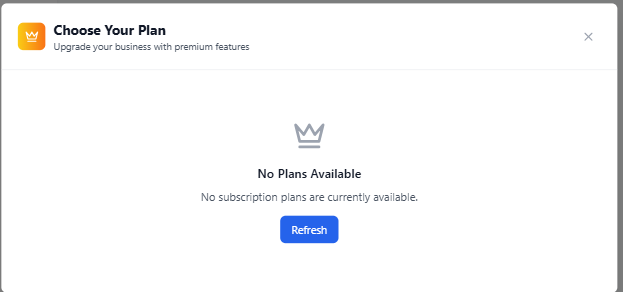 Choose Your Plan
Upgrade your business with premium features
No Plans Available
No subscription plans are currently available.
Refresh